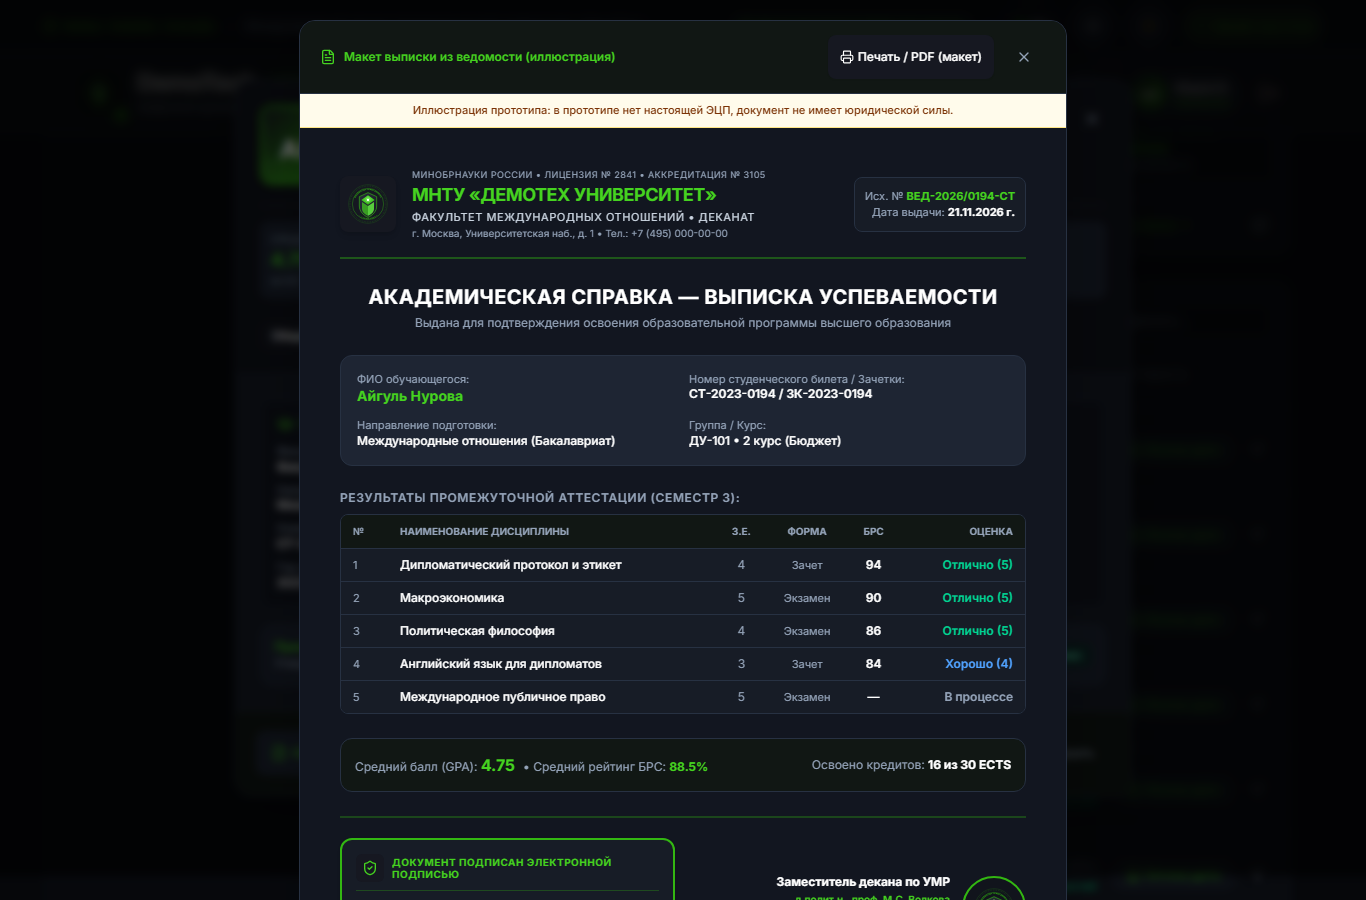 Макет выписки из ведомости (иллюстрация)
Печать / PDF (макет)
Иллюстрация прототипа: в прототипе нет настоящей ЭЦП, документ не имеет юридической силы.
МИНОБРНАУКИ РОССИИ • ЛИЦЕНЗИЯ № 2841 • АККРЕДИТАЦИЯ № 3105
МНТУ «ДЕМОТЕХ УНИВЕРСИТЕТ»
ФАКУЛЬТЕТ МЕЖДУНАРОДНЫХ ОТНОШЕНИЙ • ДЕКАНАТ
г. Москва, Университетская наб., д. 1 • Тел.: +7 (495) 000-00-00
Исх. № ВЕД-2026/0194-СТ
Дата выдачи: 21.11.2026 г.
АКАДЕМИЧЕСКАЯ СПРАВКА — ВЫПИСКА УСПЕВАЕМОСТИ
Выдана для подтверждения освоения образовательной программы высшего образования
ФИО обучающегося:
Айгуль Нурова
Номер студенческого билета / Зачетки:
СТ-2023-0194 / ЗК-2023-0194
Направление подготовки:
Международные отношения (Бакалавриат)
Группа / Курс:
ДУ-101 • 2 курс (Бюджет)
РЕЗУЛЬТАТЫ ПРОМЕЖУТОЧНОЙ АТТЕСТАЦИИ (СЕМЕСТР 3):
№ НАИМЕНОВАНИЕ ДИСЦИПЛИНЫ З.Е. ФОРМА БРС ОЦЕНКА
1 Дипломатический протокол и этикет 4 Зачет 94 Отлично (5)
2 Макроэкономика 5 Экзамен 90 Отлично (5)
3 Политическая философия 4 Экзамен 86 Отлично (5)
4 Английский язык для дипломатов 3 Зачет 84 Хорошо (4)
5 Международное публичное право 5 Экзамен — В процессе
Средний балл (GPA): 4.75 • Средний рейтинг БРС: 88.5%
Освоено кредитов: 16 из 30 ECTS
ДОКУМЕНТ ПОДПИСАН ЭЛЕКТРОННОЙ
ПОДПИСЬЮ
Заместитель декана по УМР
д.полит.н., проф. М.С. Волкова